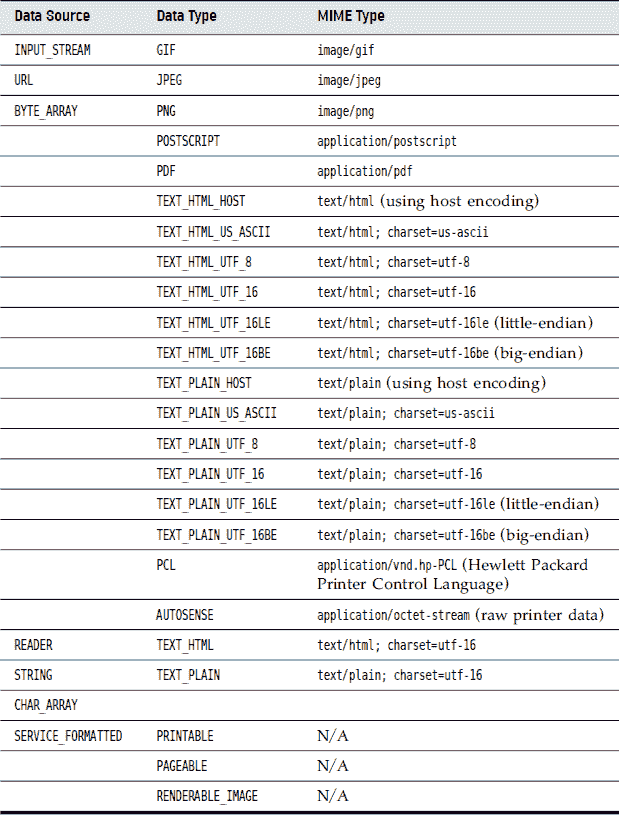 Data Source Data Type MIME Type
INPUT_STREAM GIF image/gif
URL JPEG image/jpeg
BYTE_ARRAY PNG image/png
POSTSCRIPT application/postscript
PDF application/pdf
TEXT_HTML_HOST text/html (using host encoding)
TEXT_HTML_US_ASCII text/html; charset=us-ascii
TEXT_HTML_UTF_8 text/html; charset=utf-8
TEXT_HTML_UTF_16 text/html; charset=utf-16
TEXT_HTML_UTF_16LE text/html; charset=utf-16le (little-endian)
TEXT_HTML_UTF_16BE text/html; charset=utf-16be (big-endian)
TEXT_PLAIN_HOST text/plain (using host encoding)
TEXT_PLAIN_US_ASCII text/plain; charset=us-ascii
TEXT_PLAIN_UTF_8 text/plain; charset=utf-8
TEXT_PLAIN_UTF_16 text/plain; charset=utf-16
TEXT_PLAIN_UTF_16LE text/plain; charset=utf-16le (little-endian)
TEXT_PLAIN_UTF_16BE text/plain; charset=utf-16be (big-endian)
PCL application/vnd.hp-PCL (Hewlett Packard
Printer Control Language)
AUTOSENSE application/octet-stream (raw printer data)
READER TEXT_HTML text/html; charset=utf-16
STRING TEXT_PLAIN text/plain; charset=utf-16
CHAR_ARRAY
SERVICE_FORMATTED PRINTABLE N/A
PAGEABLE N/A
RENDERABLE_IMAGE N/A